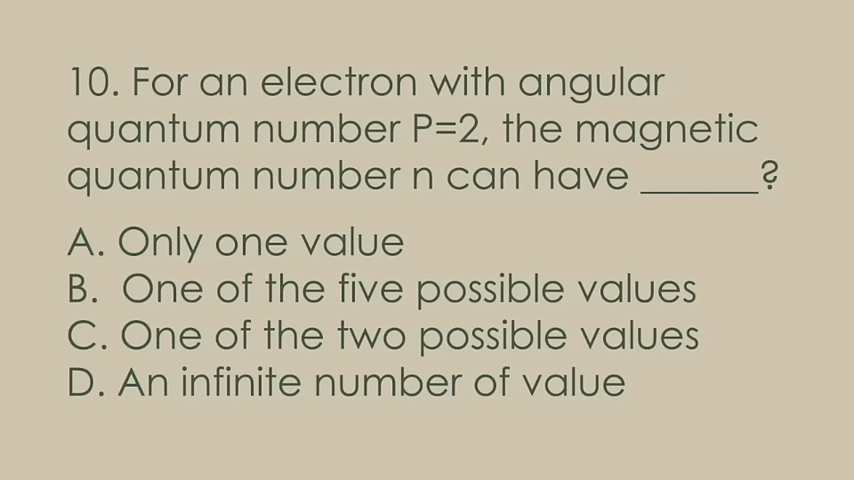 10. For an electron with angular
quantum number P=2, the magnetic
quantum number n can have ______?
A. Only one value
B.  One of the five possible values
C. One of the two possible values
D. An infinite number of value